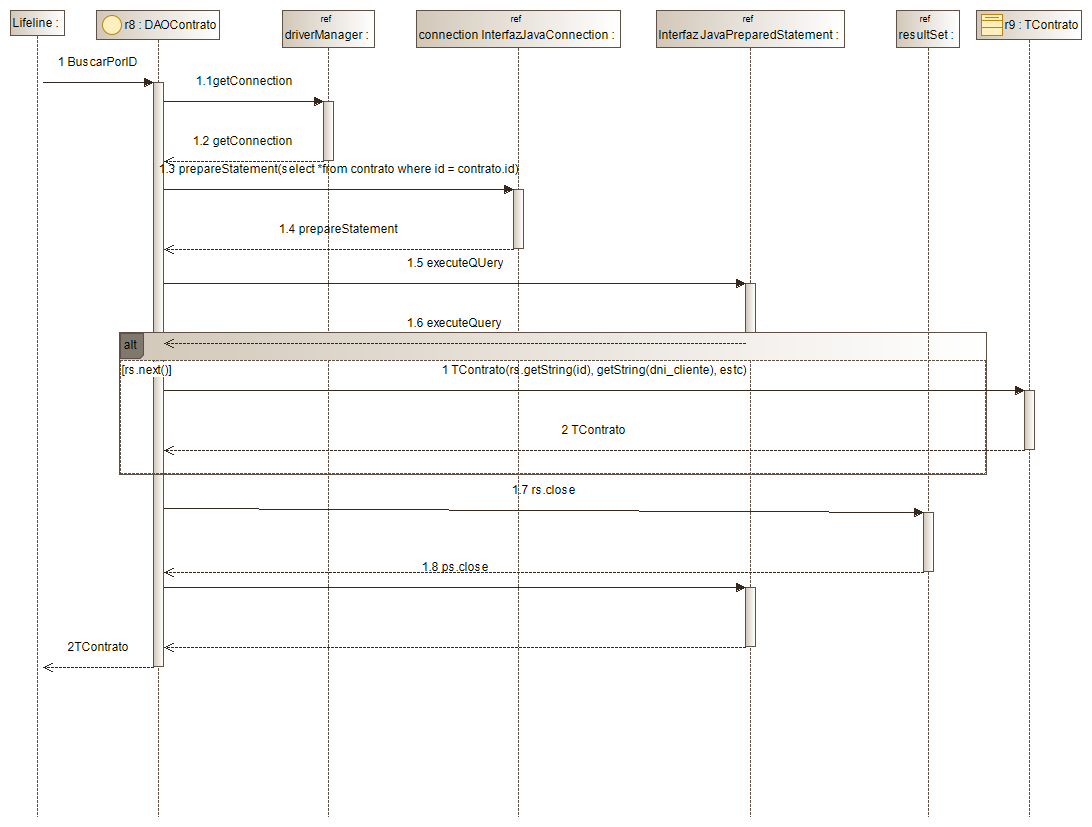 Lifeline :
r8 : DAOContrato
ref
driverManager :
ref
connection InterfazJavaConnection :
ref
InterfazJavaPreparedStatement :
ref
resultSet :
r9 : TContrato
1 BuscarPorID
1.1getConnection
1.2 getConnection
1.3 prepareStatement(select *from contrato where id = contrato.id)
1.4 prepareStatement
1.5 executeQUery
1.6 executeQuery
alt
[rs.next()]
1 TContrato(rs.getString(id), getString(dni_cliente), estc)
2 TContrato
1.7 rs.close
1.8 ps.close
2TContrato